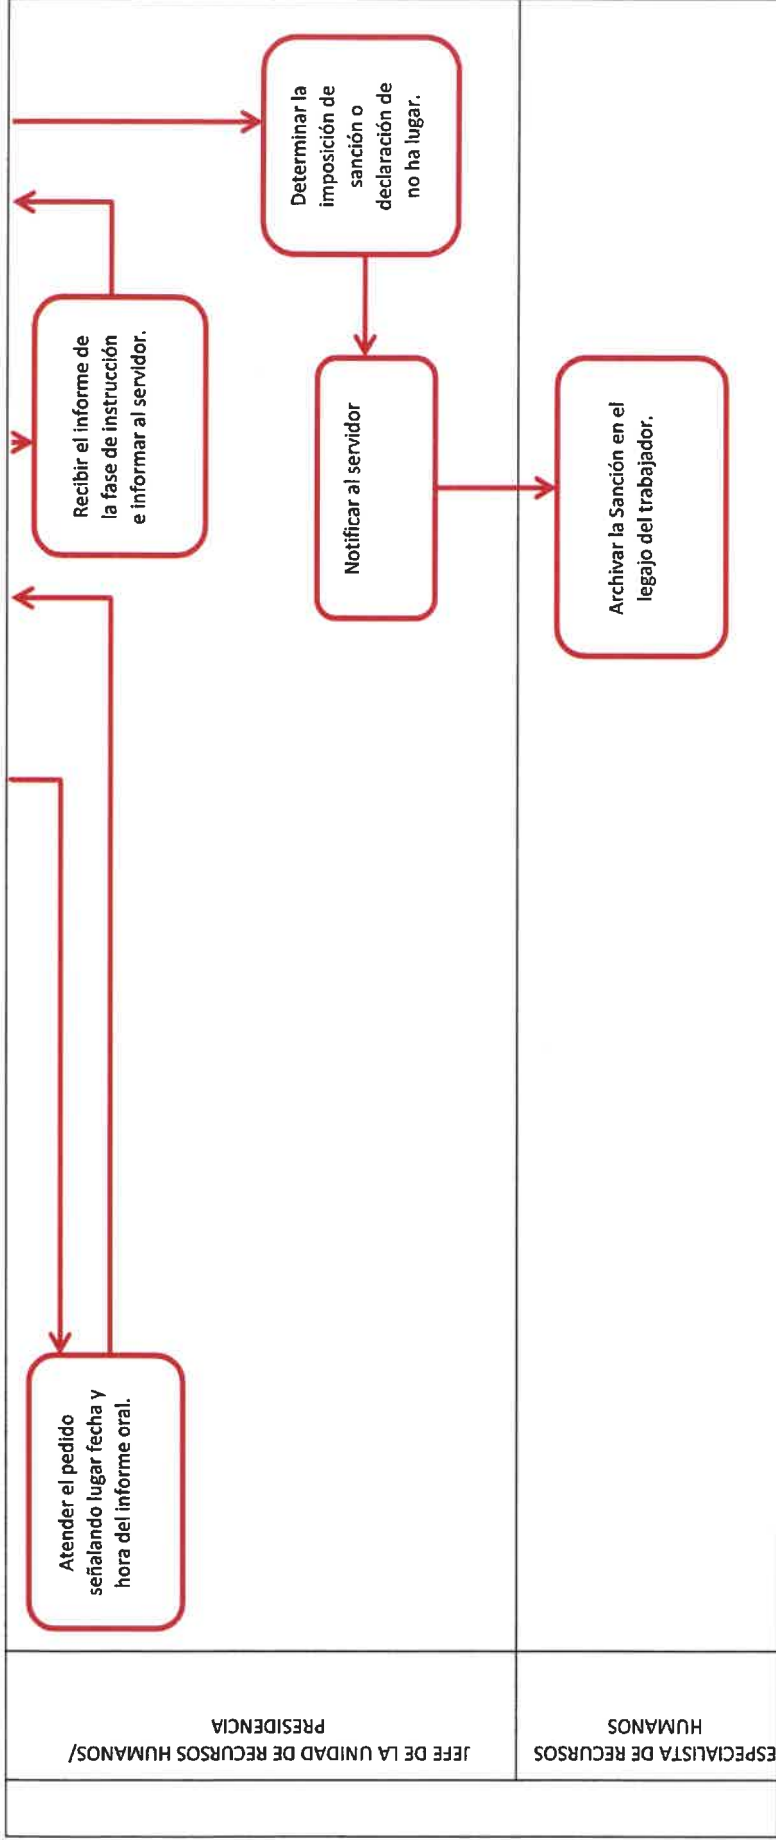 JEFE DE LA UNIDAD DE RECURSOS HUMANOS/
PRESIDENCIA
Atender el pedido
señalando lugar fecha y
hora del informe oral.
Recibir el informe de
la fase de instrucción
e informar al servidor.
Determinar la
imposición de
sanción o
declaración de
no ha lugar.
Notificar al servidor
ESPECIALISTA DE RECURSOS
HUMANOS
Archivar la Sanción en el
legajo del trabajador.